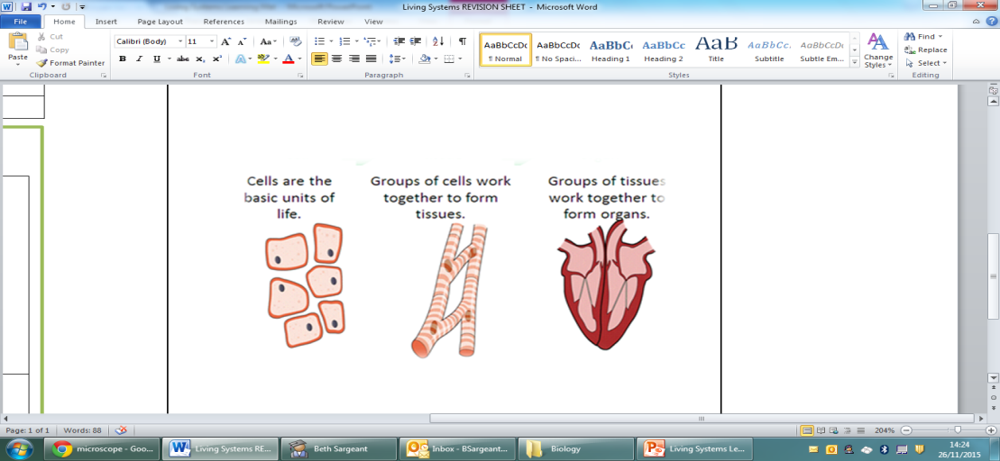 Living Systems REVISION SHEET - Microsoft Word
File Home Insert Page Layout References Mailings Review View
Paste
Cut
Copy
Format Painter
Clipboard
Calibri (Body) 11
Font
Paragraph
AaBbCcDc AaBbCcDc AaBbC AaBbCc AaB AaBbCc. AaBbCcDc
¶ Normal ¶ No Spaci... Heading 1 Heading 2 Title Subtitle Subtle Em...
Change
Styles
Styles
Find
Replace
Select
Editing
Cells are the
basic units of
life.
Groups of cells work
together to form
tissues.
Groups of tissues
work together to
form organs.
Page: 1 of 1 Words: 88
204%
microscope - Goo...
Living Systems RE...
Beth Sargeant
Inbox - BSargeant...
Biology
Living Systems Le...
14:24
26/11/2015